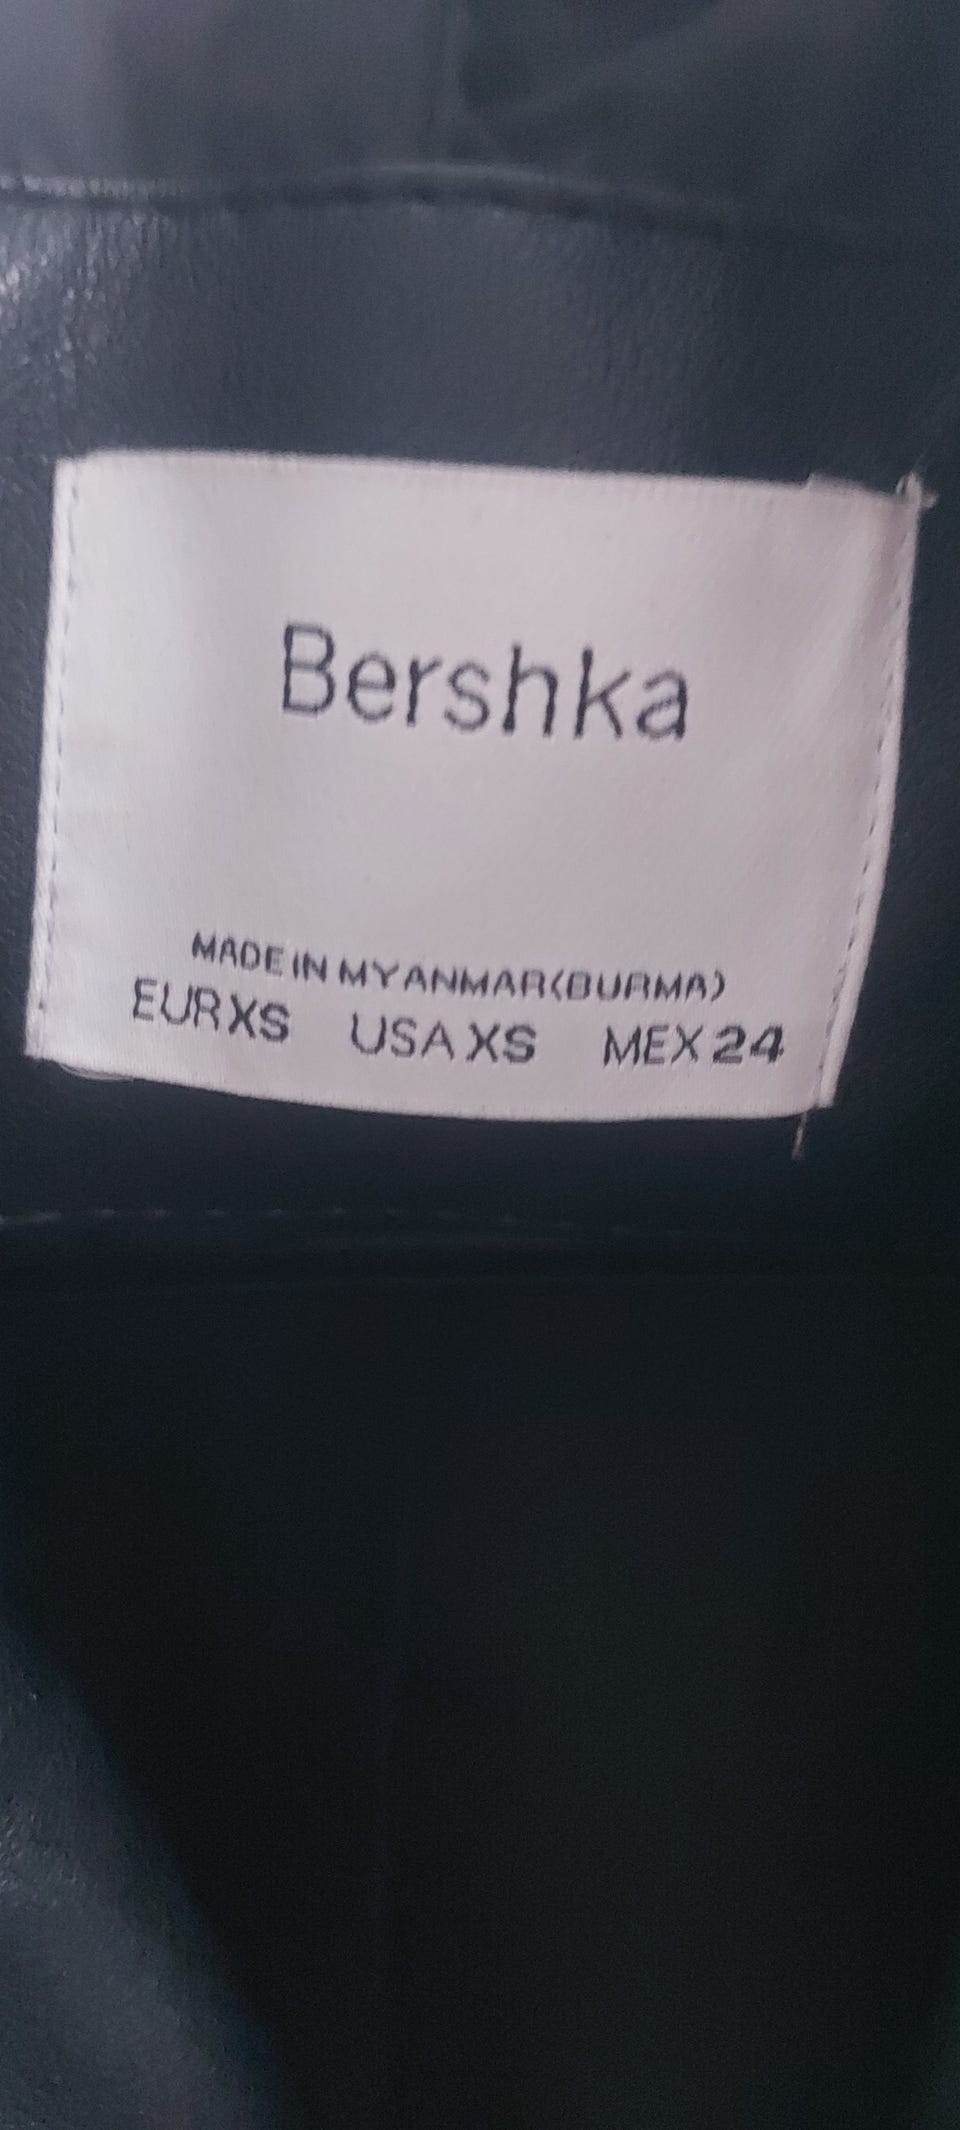 Bershka
MADE IN MYANMAR(BURMA)
EUR XS USA XS MEX 24